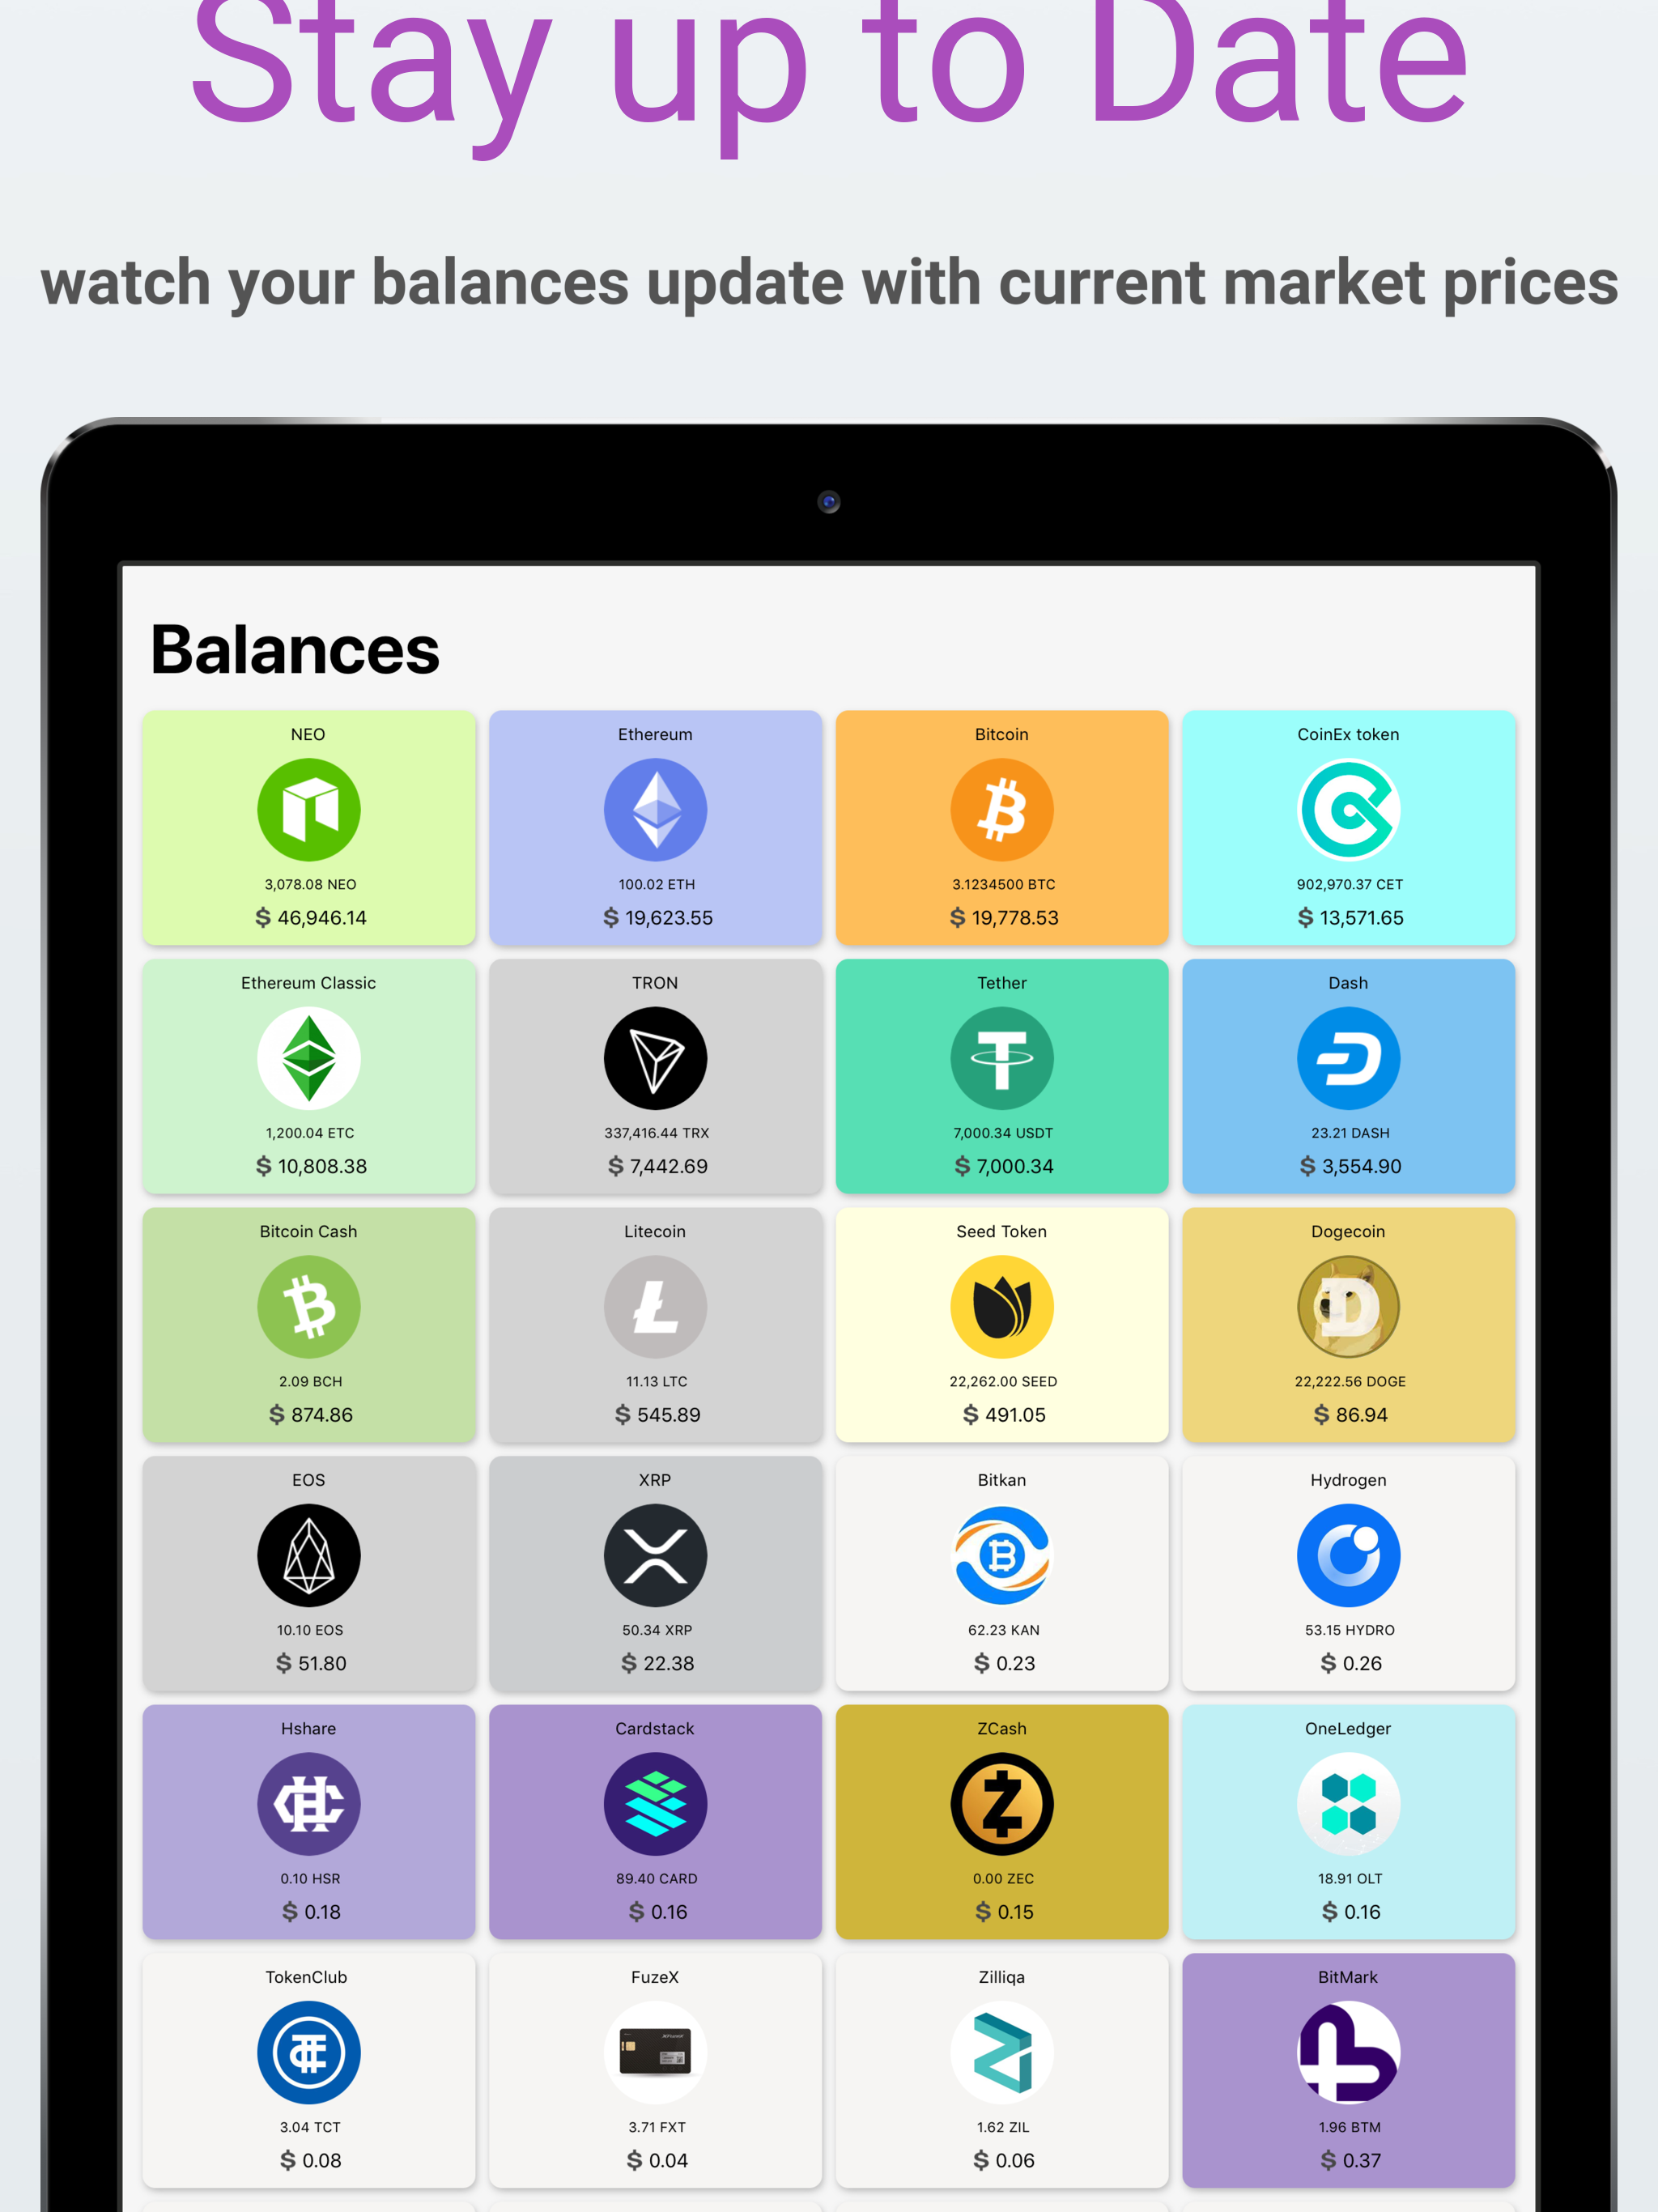 Stay up to Date
watch your balances update with current market prices
Balances
NEO Ethereum Bitcoin CoinEx token
3,078.08 NEO 100.02 ETH 3.1234500 BTC 902,970.37 CET
$ 46,946.14 $ 19,623.55 $ 19,778.53 $ 13,571.65
Ethereum Classic TRON Tether Dash
1,200.04 ETC 337,416.44 TRX 7,000.34 USDT 23.21 DASH
$ 10,808.38 $ 7,442.69 $ 7,000.34 $ 3,554.90
Bitcoin Cash Litecoin Seed Token Dogecoin
2.09 BCH 11.13 LTC 22,262.00 SEED 22,222.56 DOGE
$ 874.86 $ 545.89 $ 491.05 $ 86.94
EOS XRP Bitkan Hydrogen
10.10 EOS 50.34 XRP 62.23 KAN 53.15 HYDRO
$ 51.80 $ 22.38 $ 0.23 $ 0.26
Hshare Cardstack ZCash OneLedger
0.10 HSR 89.40 CARD 0.00 ZEC 18.91 OLT
$ 0.18 $ 0.16 $ 0.15 $ 0.16
TokenClub FuzeX Zilliqa BitMark
3.04 TCT 3.71 FXT 1.62 ZIL 1.96 BTM
$ 0.08 $ 0.04 $ 0.06 $ 0.37